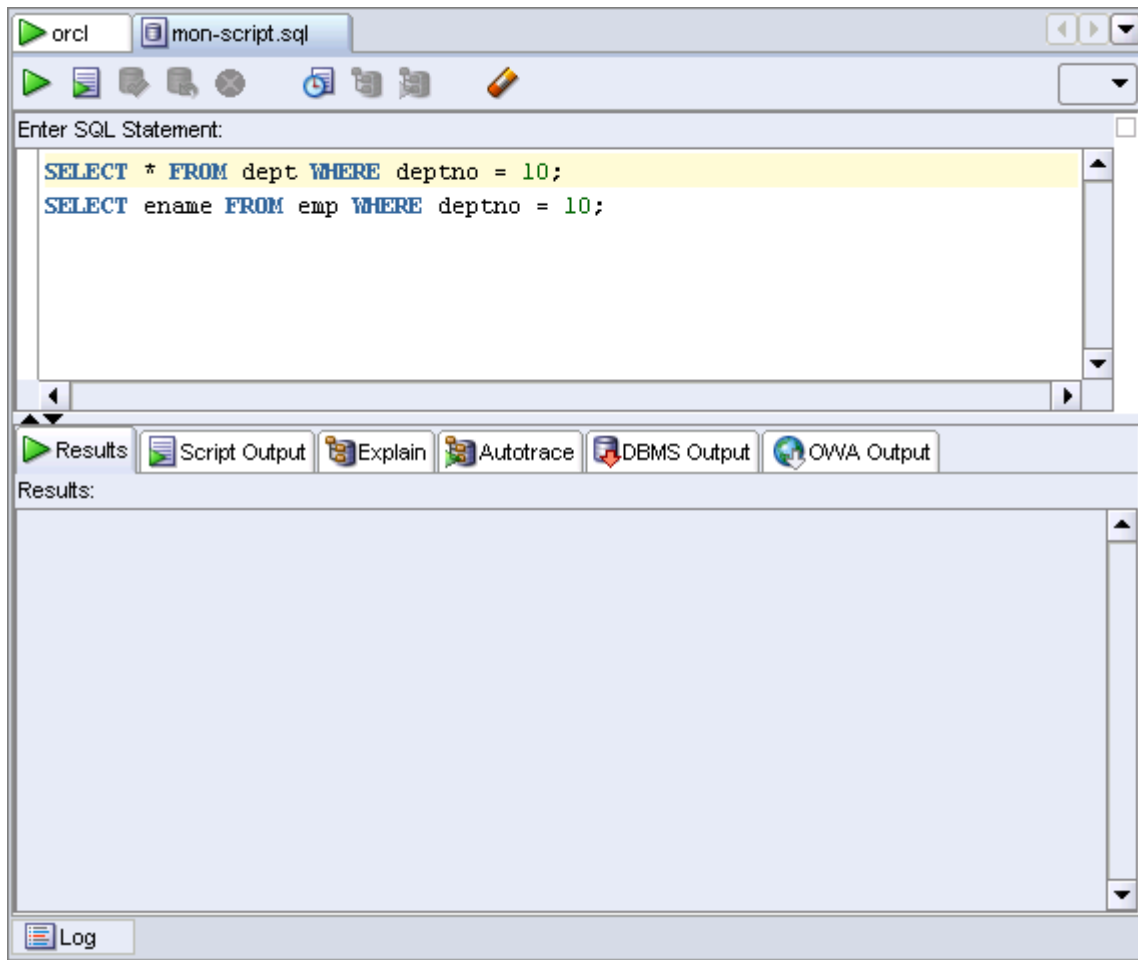 orcl mon-script.sql
Enter SQL Statement:
SELECT * FROM dept WHERE deptno = 10;
SELECT ename FROM emp WHERE deptno = 10;
Results Script Output Explain Autotrace DBMS Output OWA Output
Results:
Log